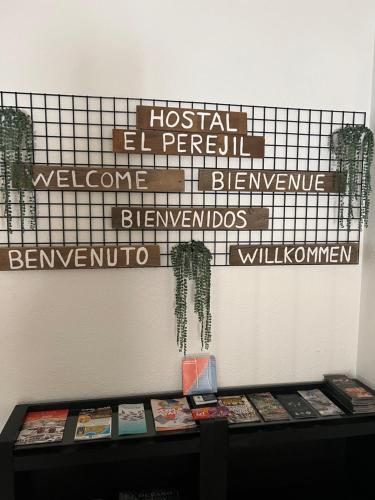 HOSTAL
EL PEREJIL
WELCOME
BIENVENUE
BIENVENIDOS
BENVENUTO
WILLKOMMEN